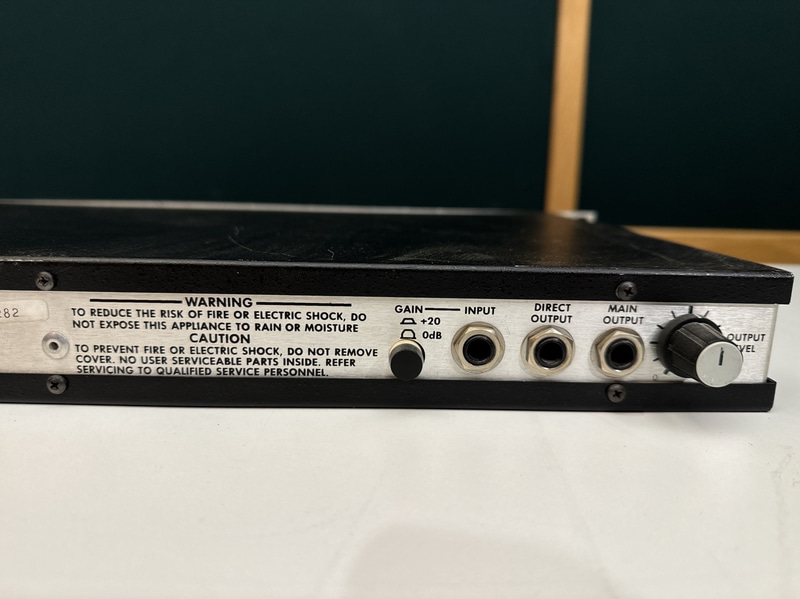 282
WARNING
TO REDUCE THE RISK OF FIRE OR ELECTRIC SHOCK, DO
NOT EXPOSE THIS APPLIANCE TO RAIN OR MOISTURE
CAUTION
TO PREVENT FIRE OR ELECTRIC SHOCK, DO NOT REMOVE
COVER. NO USER SERVICEABLE PARTS INSIDE. REFER
SERVICING TO QUALIFIED SERVICE PERSONNEL.
GAIN
+20
0dB
INPUT
DIRECT
OUTPUT
MAIN
OUTPUT
0
OUTPUT
VEL